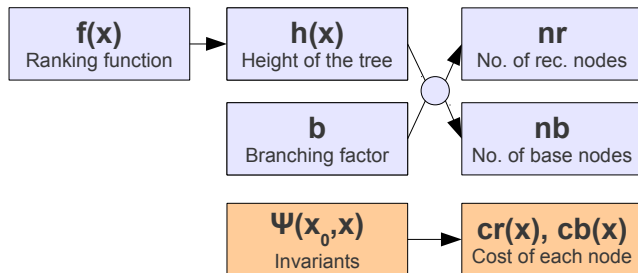 f(x)
Ranking function
h(x)
Height of the tree
nr
No. of rec. nodes
b
Branching factor
nb
No. of base nodes
Ψ(x₀,x)
Invariants
cr(x), cb(x)
Cost of each node